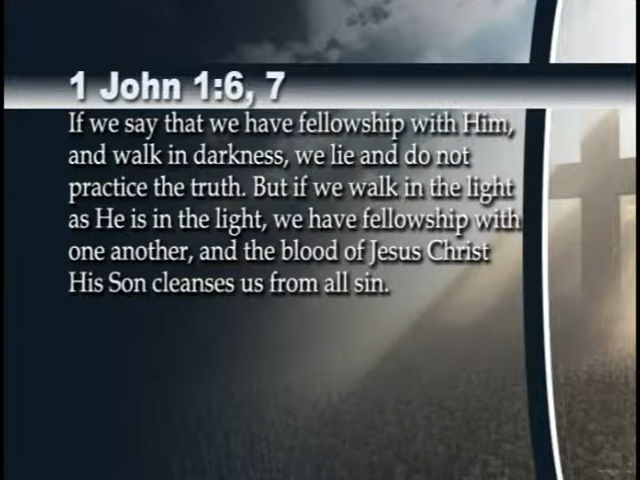 1 John 1:6, 7
If we say that we have fellowship with Him,
and walk in darkness, we lie and do not
practice the truth. But if we walk in the light
as He is in the light, we have fellowship with
one another, and the blood of Jesus Christ
His Son cleanses us from all sin.